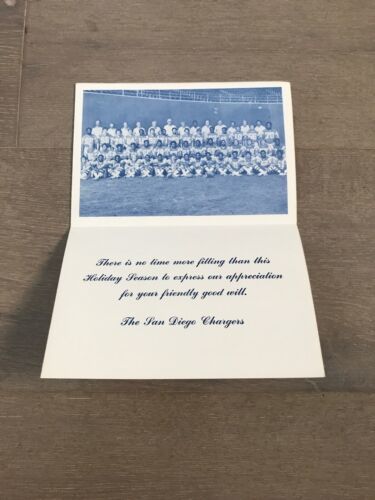 There is no time more fitting than this
Holiday Season to express our appreciation
for your friendly good will.
The San Diego Chargers